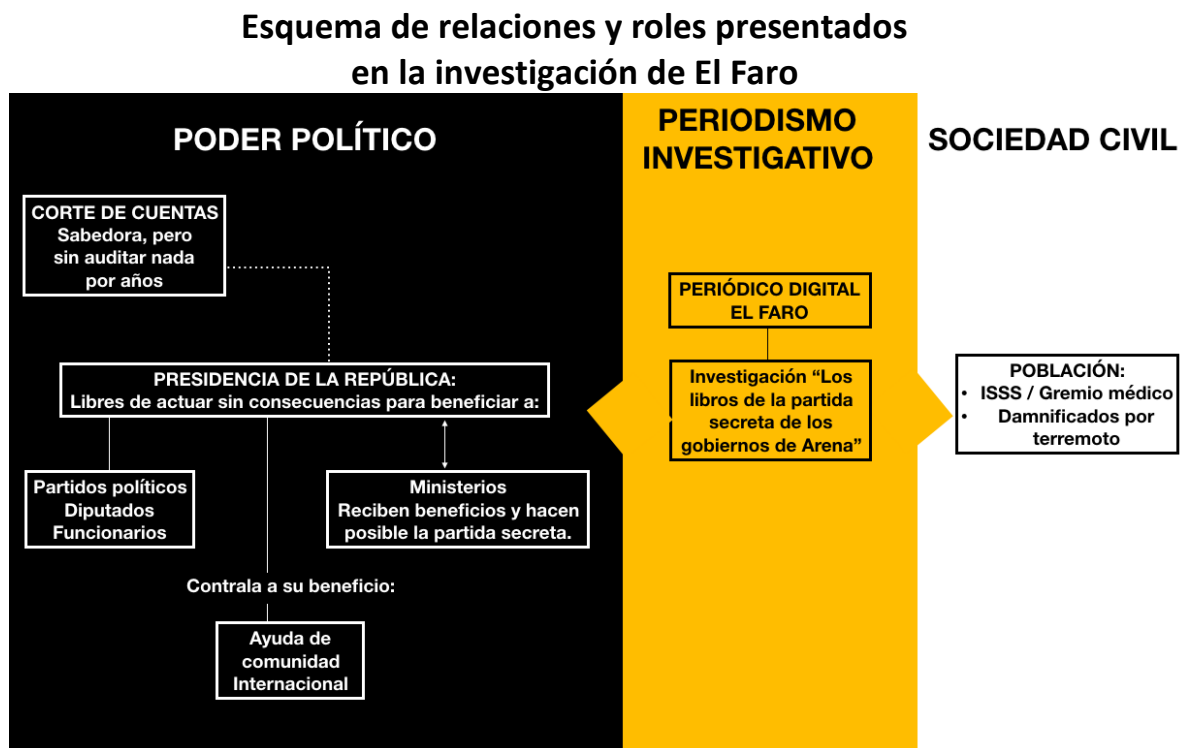 Esquema de relaciones y roles presentados
en la investigación de El Faro
PODER POLÍTICO
CORTE DE CUENTAS
Sabedora, pero
sin auditar nada
por años
PRESIDENCIA DE LA REPÚBLICA:
Libres de actuar sin consecuencias para beneficiar a:
Partidos políticos
Diputados
Funcionarios
Ministerios
Reciben beneficios y hacen
posible la partida secreta.
Contrala a su beneficio:
Ayuda de
comunidad
Internacional
PERIODISMO
INVESTIGATIVO
PERIÓDICO DIGITAL
EL FARO
Investigación “Los
libros de la partida
secreta de los
gobiernos de Arena”
SOCIEDAD CIVIL
POBLACIÓN:
• ISSS / Gremio médico
• Damnificados por
terremoto